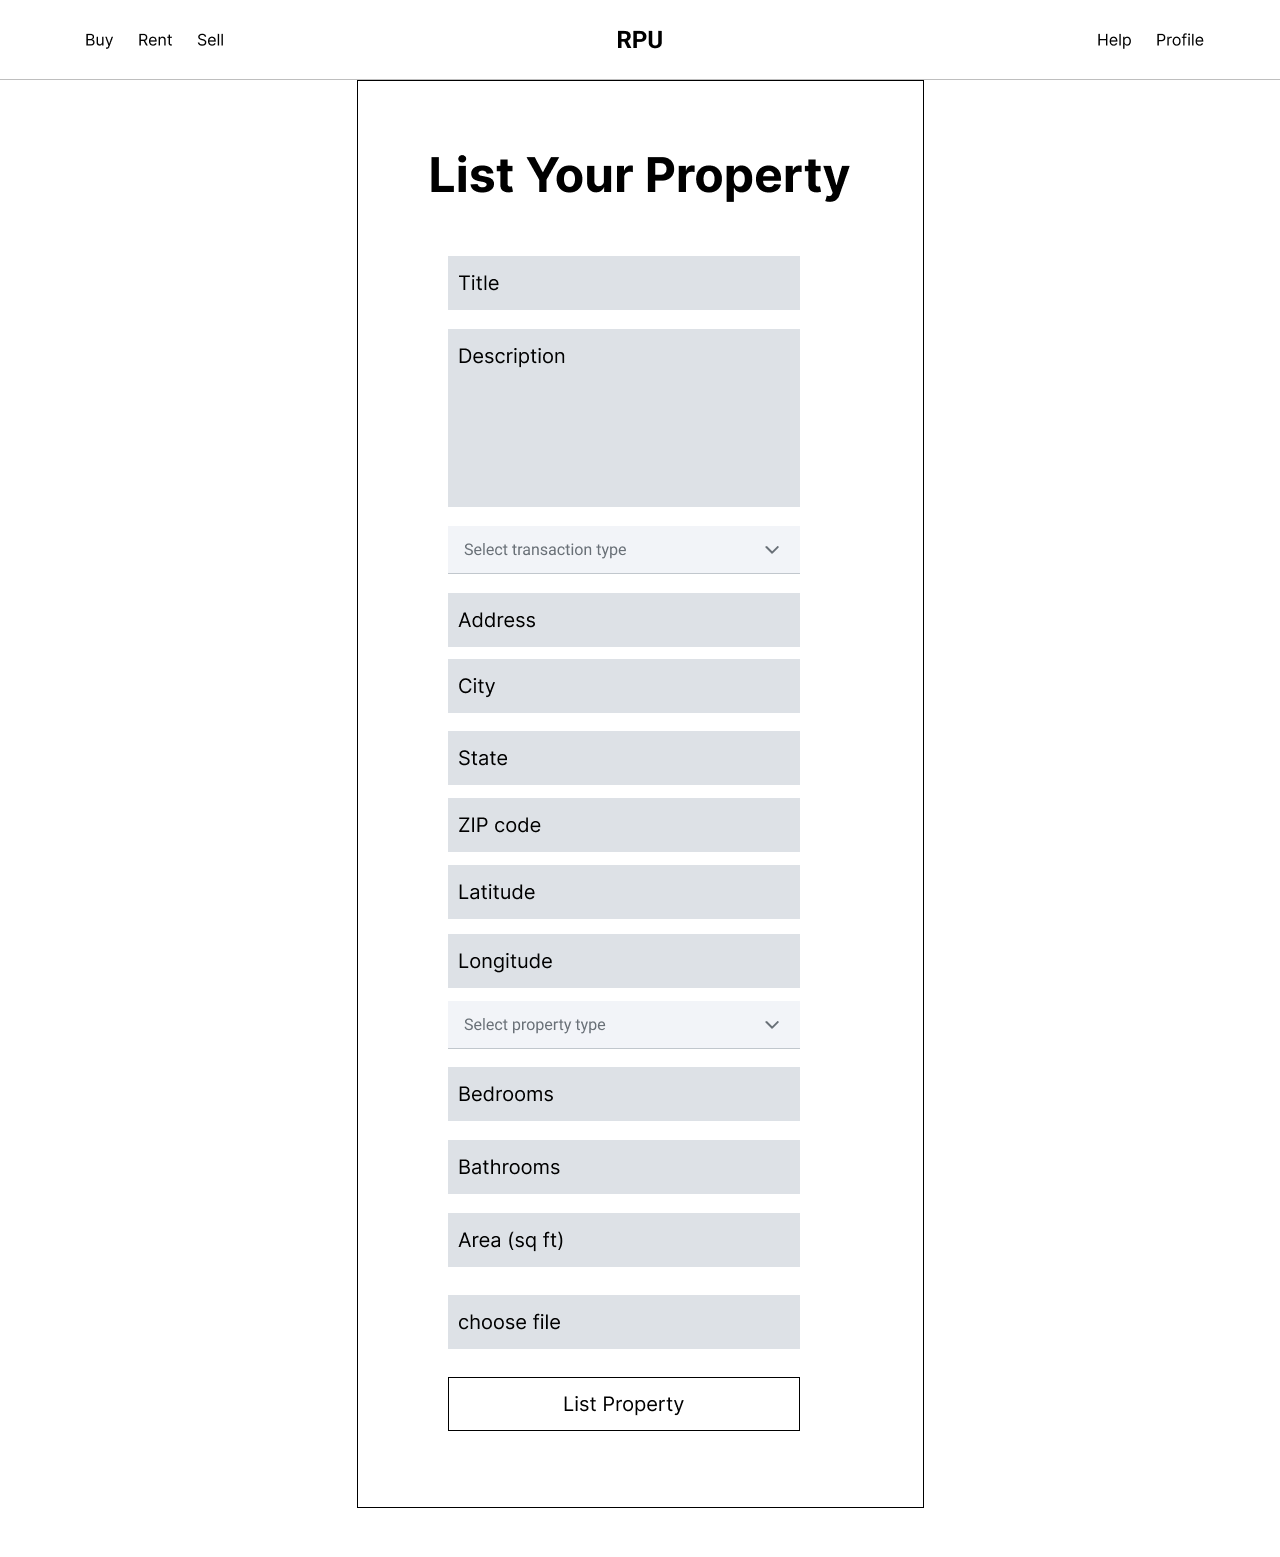 Buy Rent Sell RPU Help Profile
List Your Property
Title
Description
Select transaction type
Address
City
State
ZIP code
Latitude
Longitude
Select property type
Bedrooms
Bathrooms
Area (sq ft)
choose file
List Property